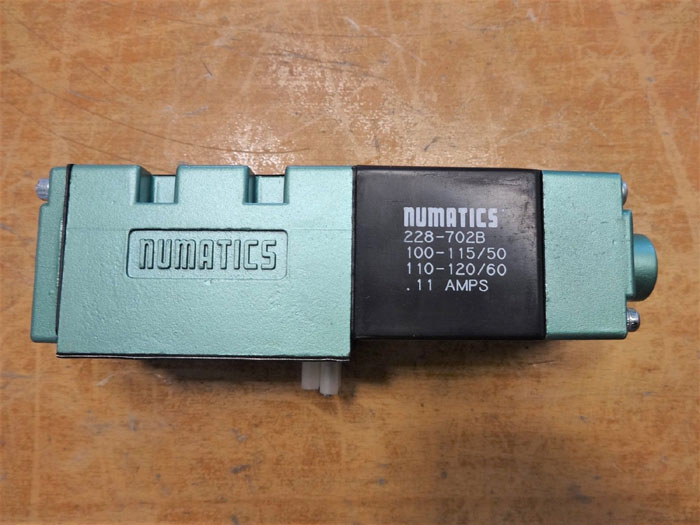 NUMATICS
NUMATICS
228-702B
100-115/50
110-120/60
.11 AMPS